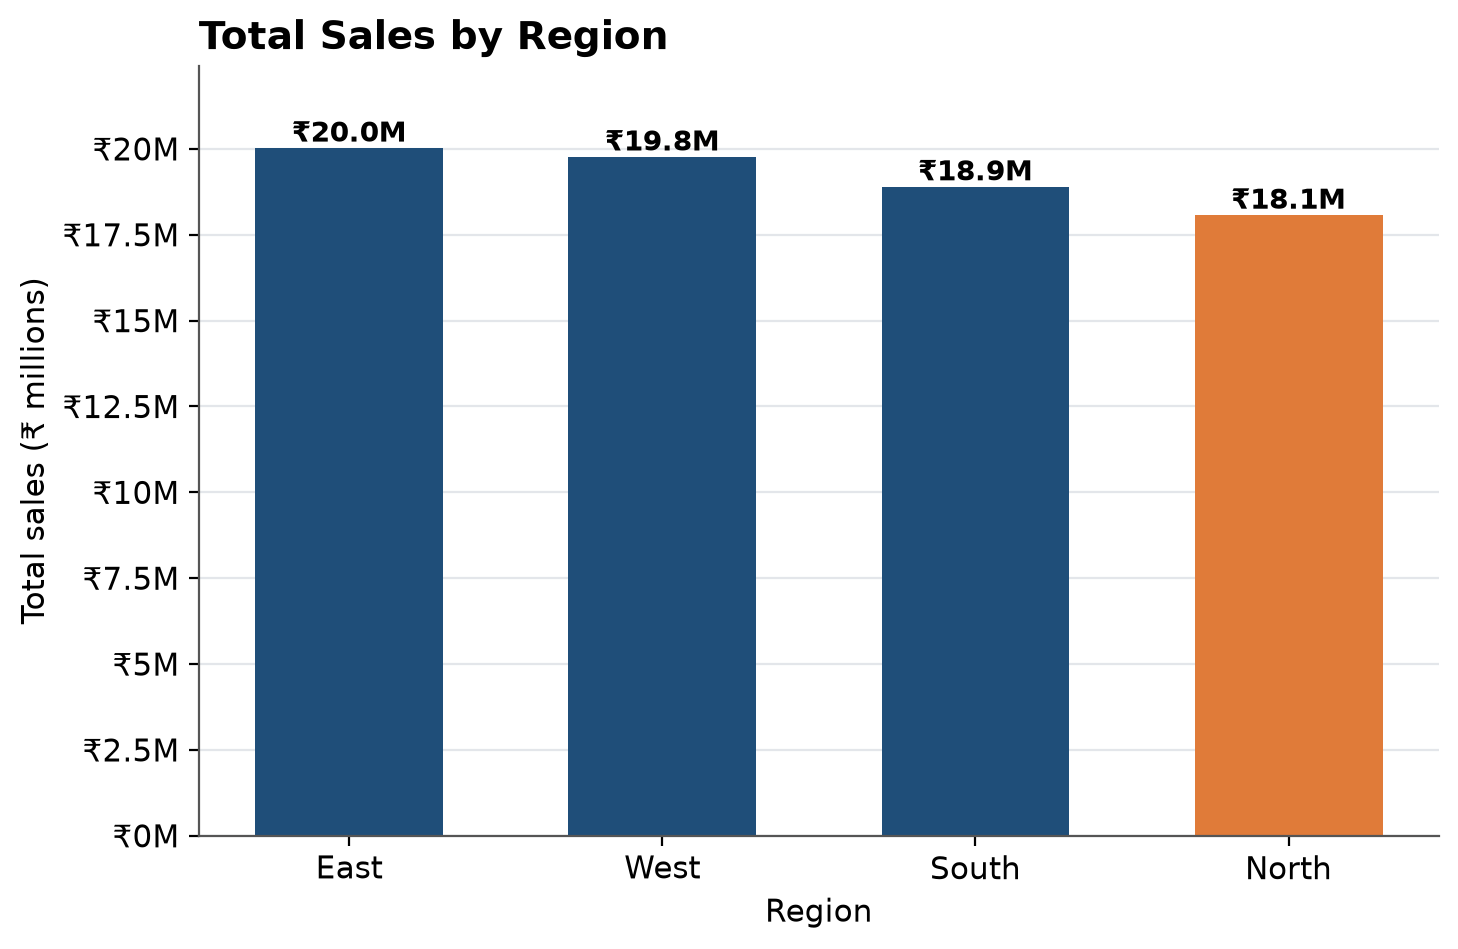 Total Sales by Region
₹20.0M
₹19.8M
₹18.9M
₹18.1M
₹20M
₹17.5M
₹15M
₹12.5M
₹10M
₹7.5M
₹5M
₹2.5M
₹0M
Total sales (₹ millions)
East West South North
Region